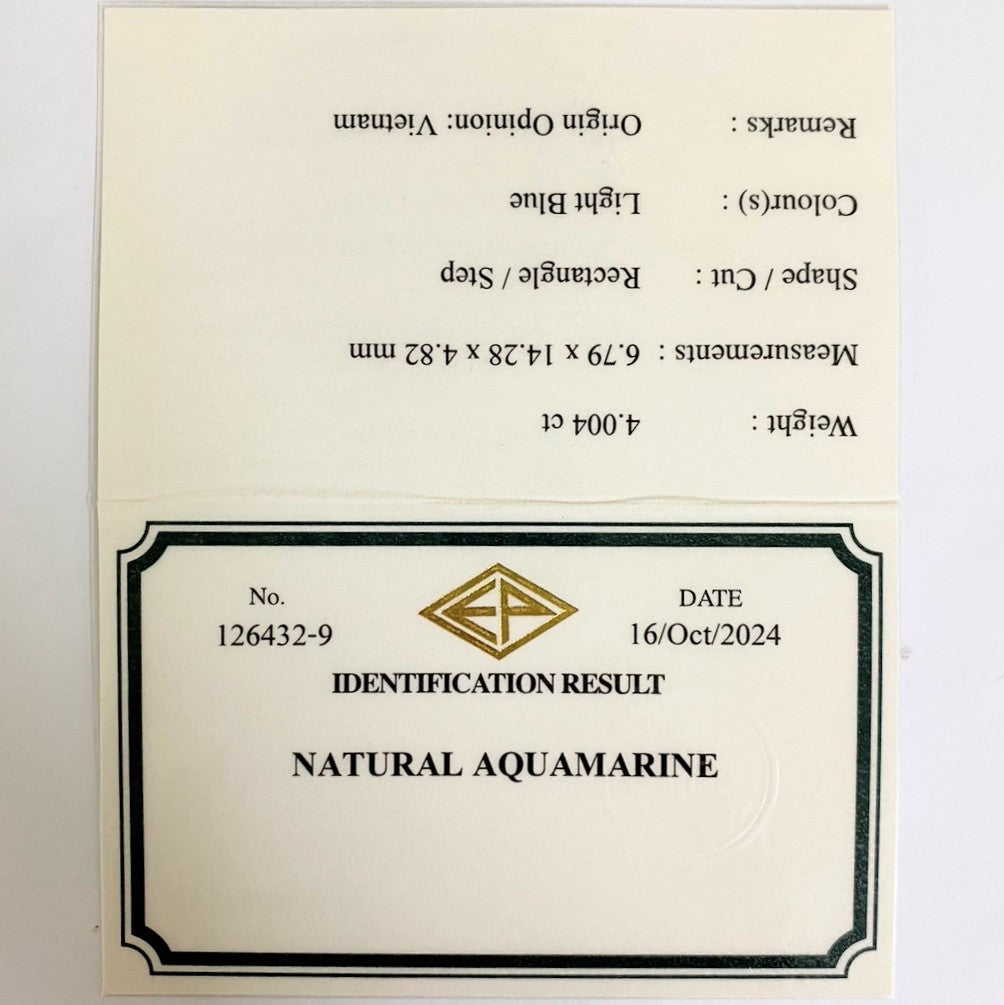 No.
126432-9
EP
DATE
16/Oct/2024
IDENTIFICATION RESULT
NATURAL AQUAMARINE
Weight : 4.004 ct
Measurements : 6.79 x 14.28 x 4.82 mm
Shape / Cut : Rectangle / Step
Colour(s) : Light Blue
Remarks : Origin Opinion: Vietnam